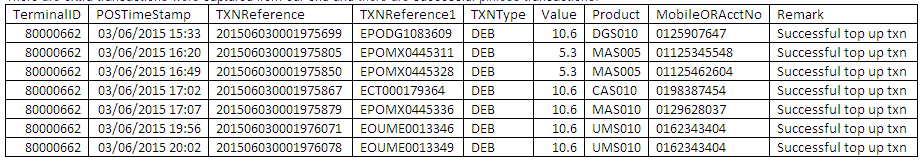 TerminalID POSTimeStamp TXNReference TXNReference1 TXNType Value Product MobileORAcctNo Remark
80000662 03/06/2015 15:33 201506030001975699 EPODG1083609 DEB 10.6 DGS010 0125907647 Successful top up txn
80000662 03/06/2015 16:20 201506030001975805 EPOMX0445311 DEB 5.3 MAS005 01125345548 Successful top up txn
80000662 03/06/2015 16:49 201506030001975850 EPOMX0445328 DEB 5.3 MAS005 01125462604 Successful top up txn
80000662 03/06/2015 17:02 201506030001975867 ECT000179364 DEB 10.6 CAS010 0198387454 Successful top up txn
80000662 03/06/2015 17:07 201506030001975879 EPOMX0445336 DEB 10.6 MAS010 0129628037 Successful top up txn
80000662 03/06/2015 19:56 201506030001976071 EOUME0013346 DEB 10.6 UMS010 0162343404 Successful top up txn
80000662 03/06/2015 20:02 201506030001976078 EOUME0013349 DEB 10.6 UMS010 0162343404 Successful top up txn